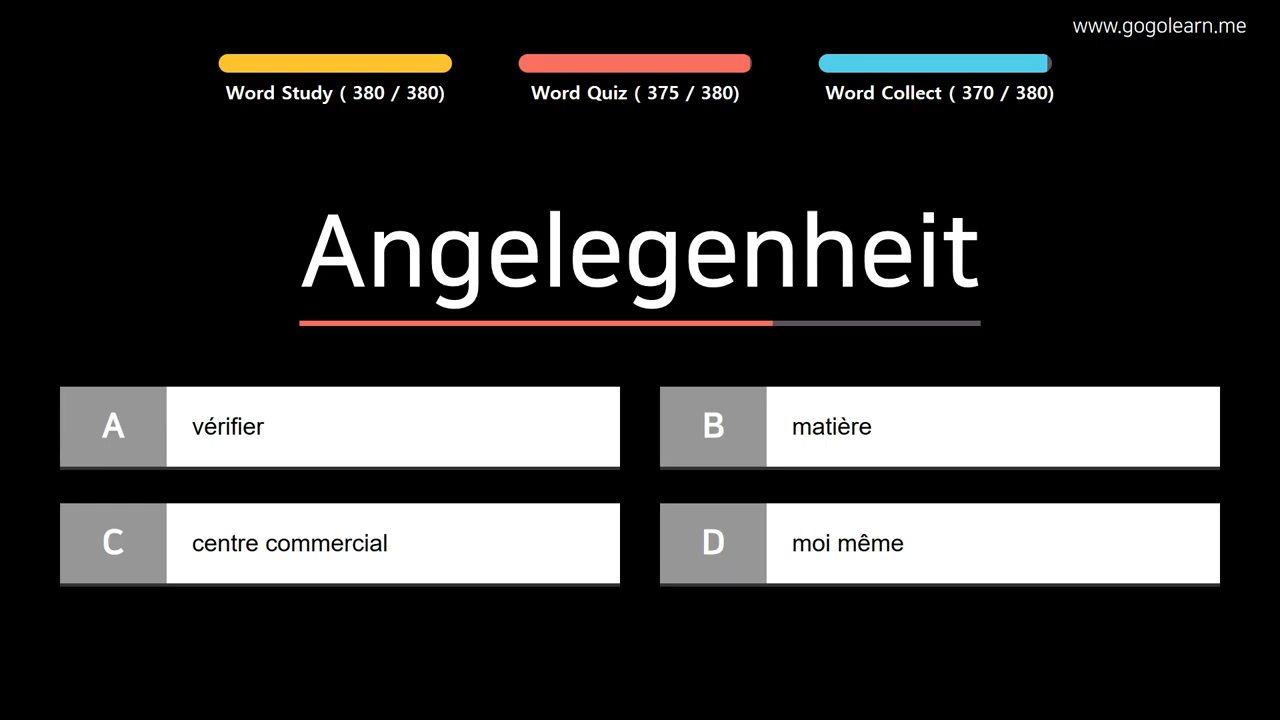 www.gogolearn.me
Word Study ( 380 / 380)
Word Quiz ( 375 / 380)
Word Collect ( 370 / 380)
Angelegenheit
A vérifier
B matière
C centre commercial
D moi même